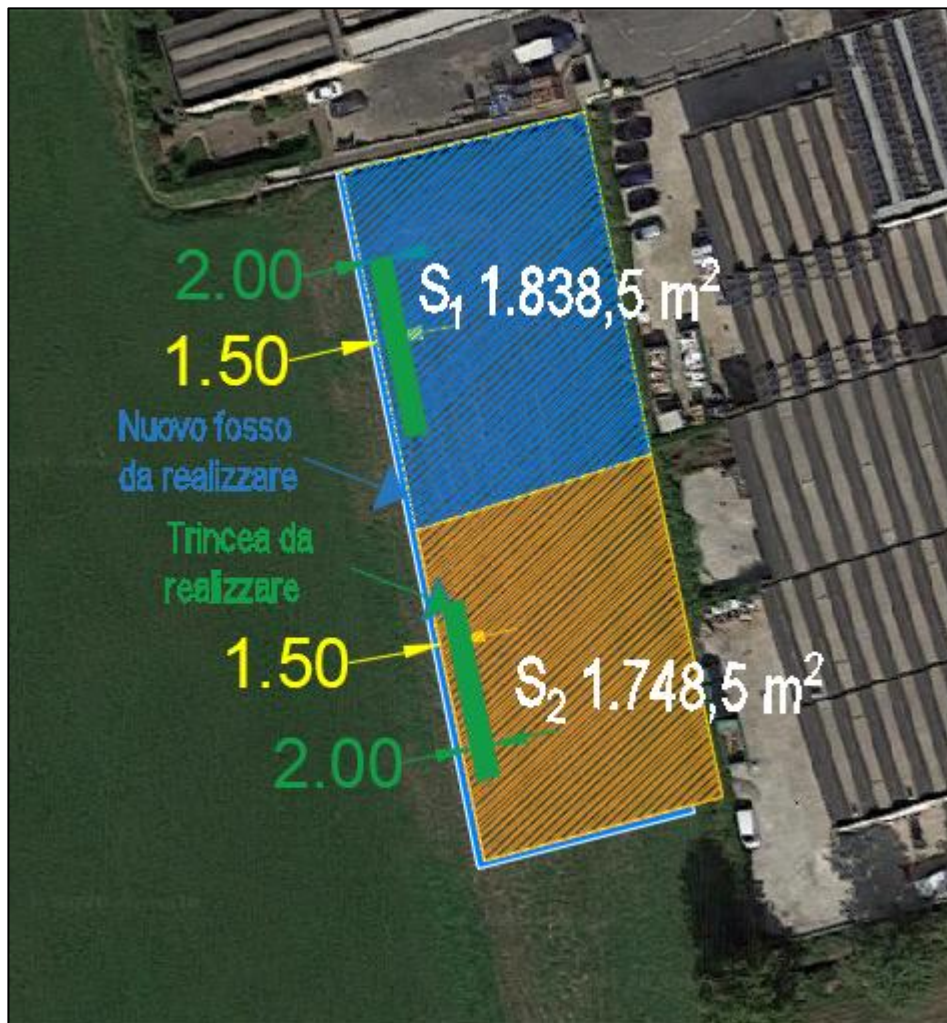 2.00
S₁ 1.838,5 m²
1.50
Nuovo fosso
da realizzare
Trincea da
realizzare
1.50
S₂ 1.748,5 m²
2.00